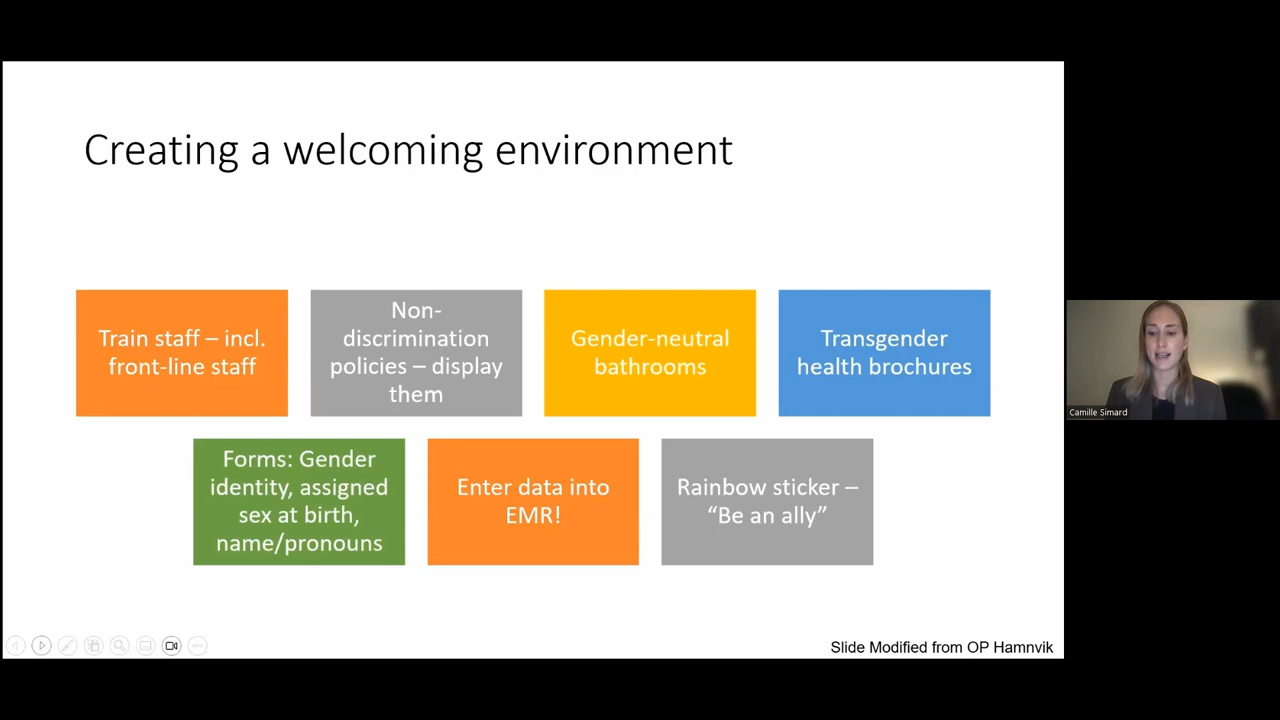 Creating a welcoming environment
Train staff – incl.
front-line staff
Non-
discrimination
policies – display
them
Gender-neutral
bathrooms
Transgender
health brochures
Forms: Gender
identity, assigned
sex at birth,
name/pronouns
Enter data into
EMR!
Rainbow sticker –
“Be an ally”
Slide Modified from OP Hamnvik
Camille Simard